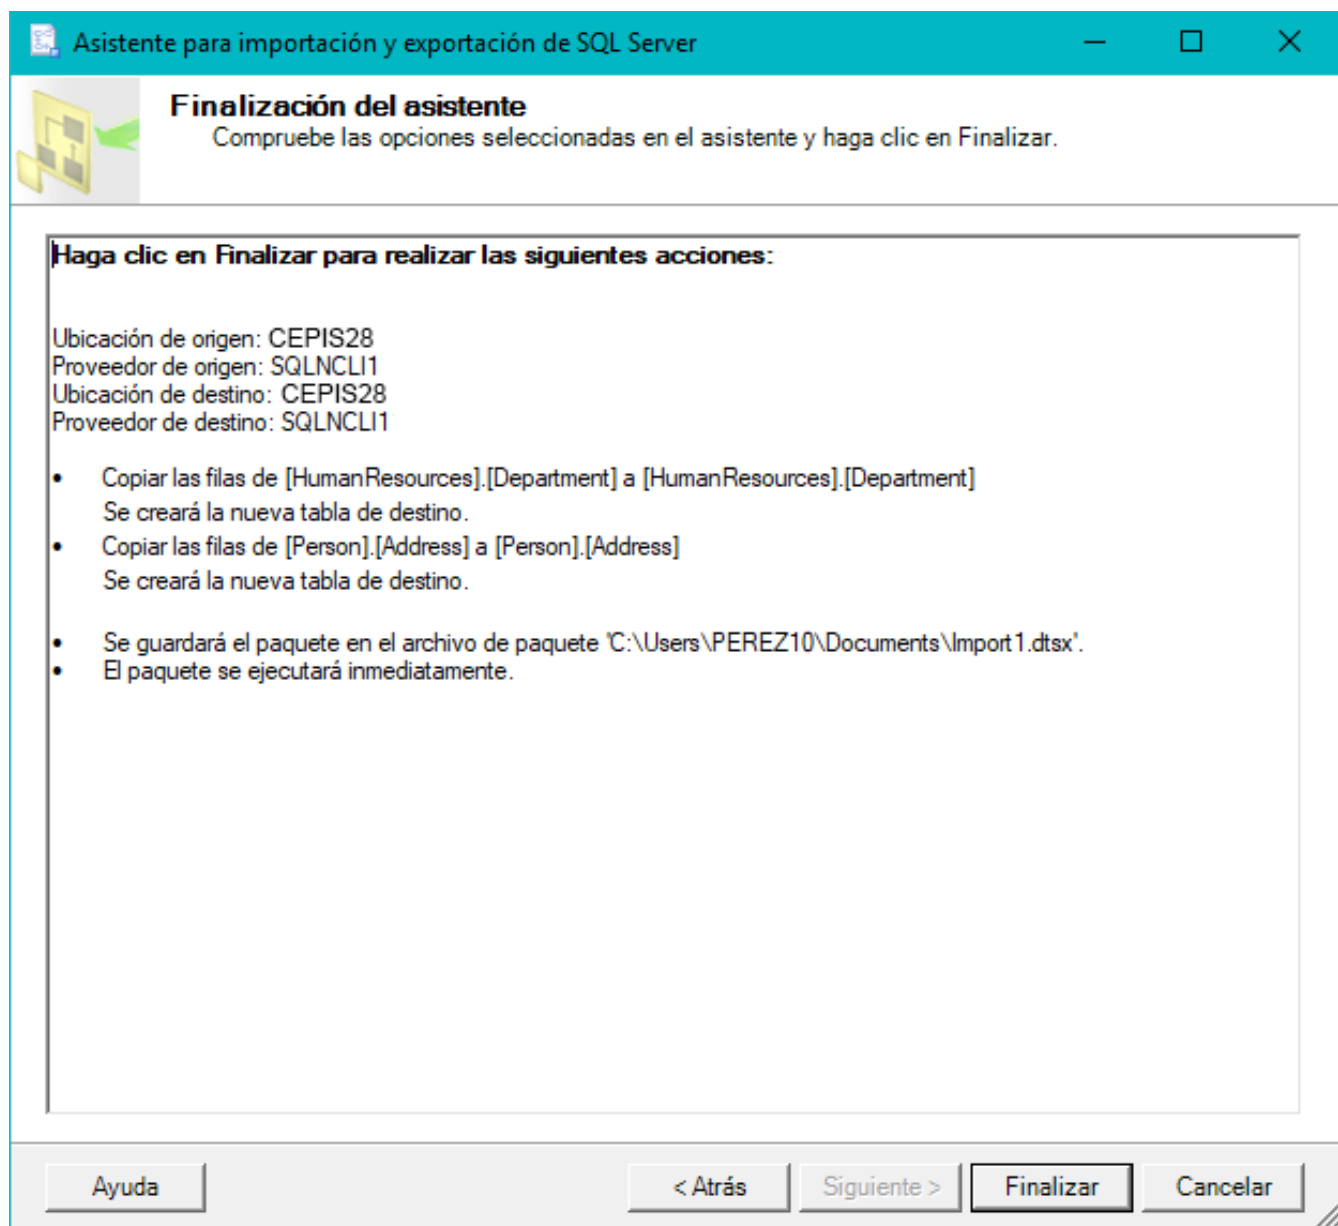 Asistente para importación y exportación de SQL Server
Finalización del asistente
Compruebe las opciones seleccionadas en el asistente y haga clic en Finalizar.
Haga clic en Finalizar para realizar las siguientes acciones:
Ubicación de origen: CEPIS28
Proveedor de origen: SQLNCLI1
Ubicación de destino: CEPIS28
Proveedor de destino: SQLNCLI1
• Copiar las filas de [HumanResources].[Department] a [HumanResources].[Department]
Se creará la nueva tabla de destino.
• Copiar las filas de [Person].[Address] a [Person].[Address]
Se creará la nueva tabla de destino.
• Se guardará el paquete en el archivo de paquete 'C:\Users\PEREZ10\Documents\Import1.dtsx'.
• El paquete se ejecutará inmediatamente.
Ayuda < Atrás Siguiente > Finalizar Cancelar